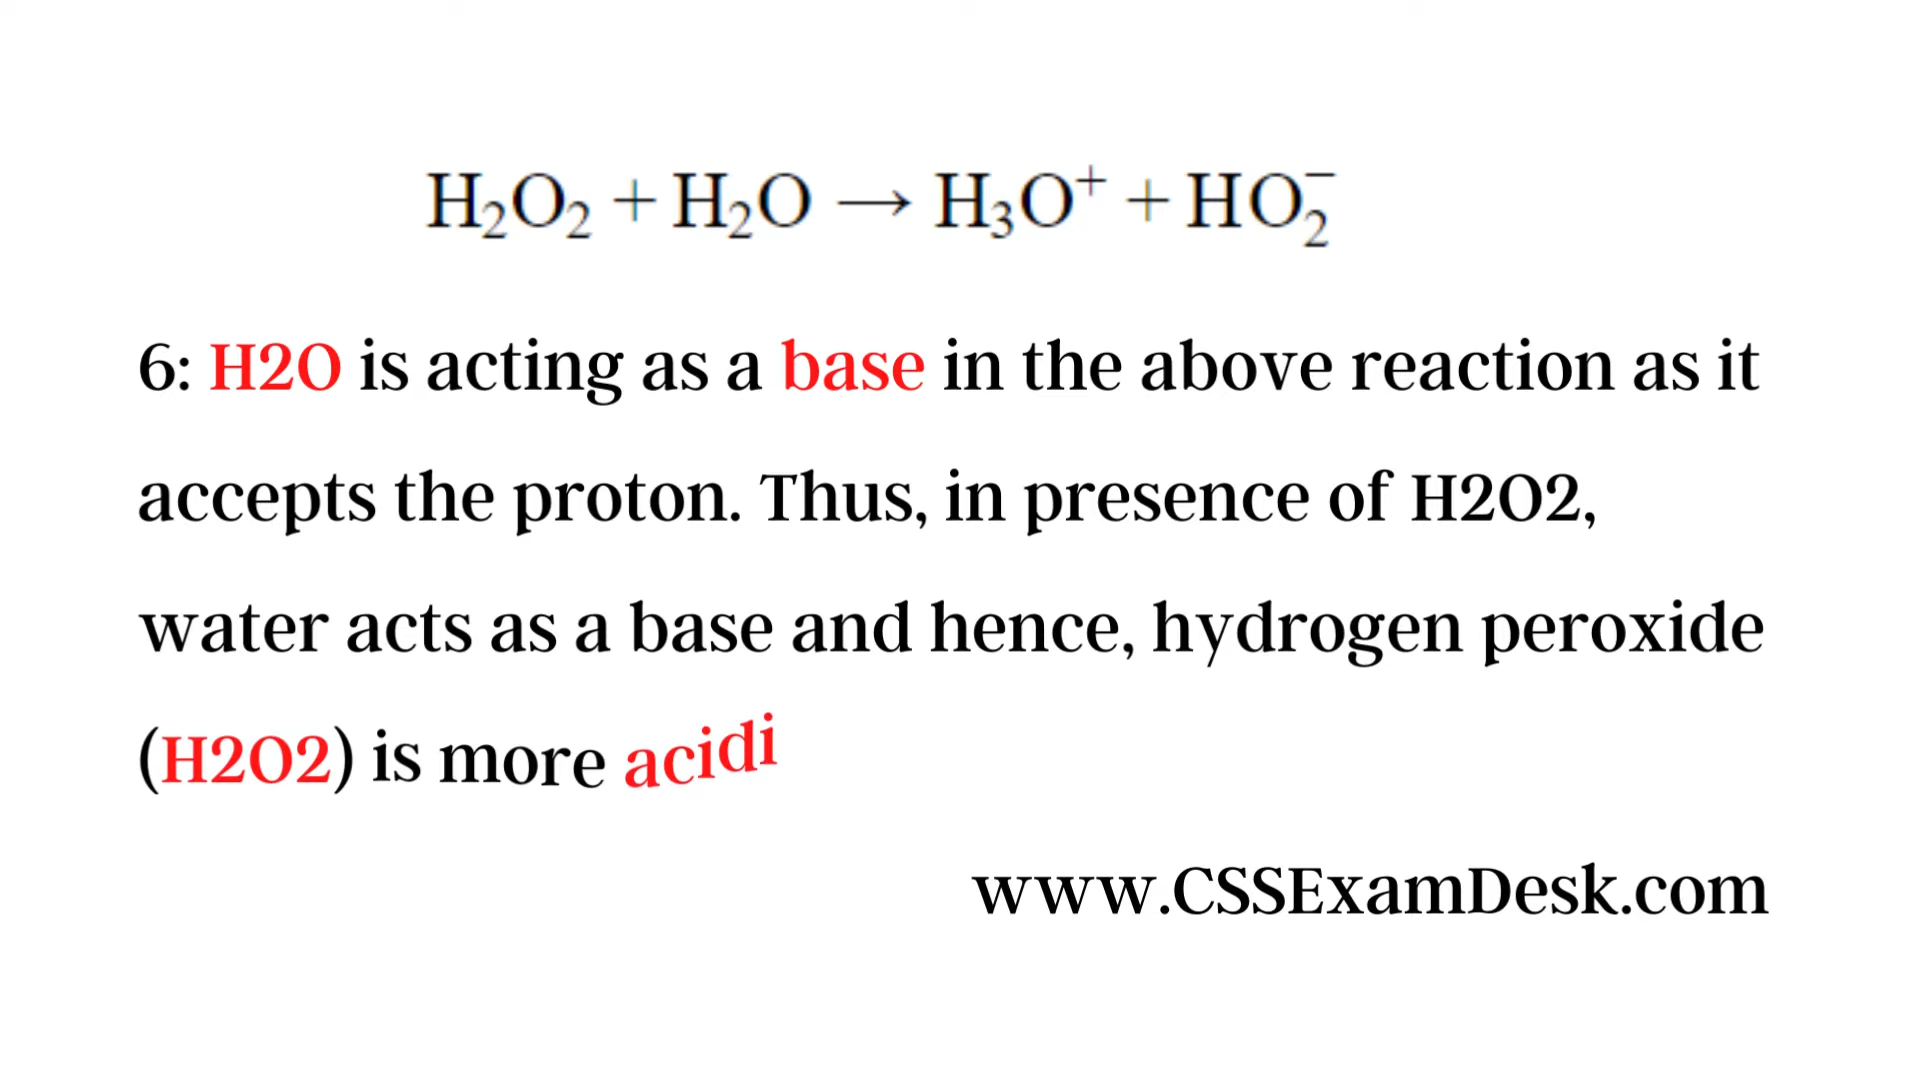 H₂O₂ + H₂O → H₃O⁺ + HO₂⁻
6: H2O is acting as a base in the above reaction as it
accepts the proton. Thus, in presence of H2O2,
water acts as a base and hence, hydrogen peroxide
(H2O2) is more acidi
www.CSSExamDesk.com